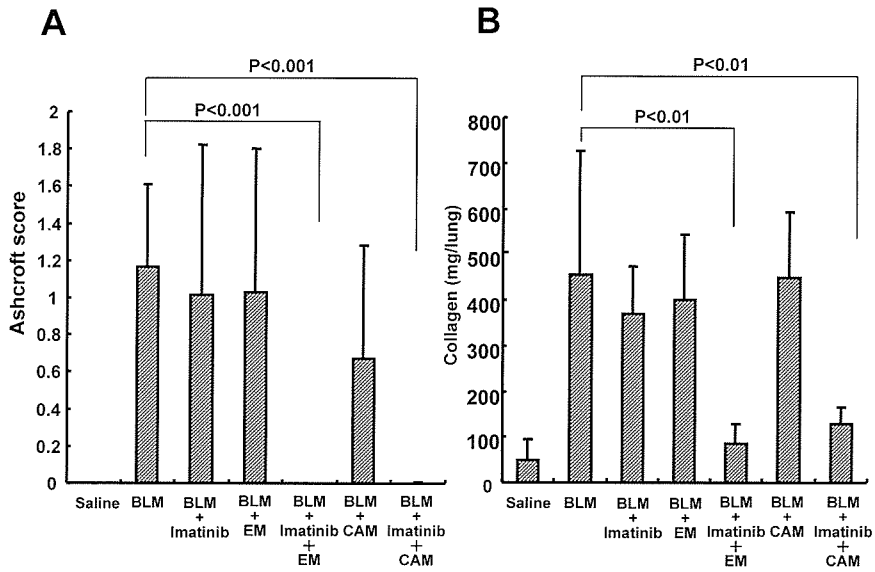 A
P<0.001
P<0.001
Ashcroft score
2
1.8
1.6
1.4
1.2
1
0.8
0.6
0.4
0.2
0
Saline
BLM
BLM
+
Imatinib
BLM
+
EM
BLM
+
Imatinib
+
EM
BLM
+
CAM
BLM
+
Imatinib
+
CAM
B
P<0.01
P<0.01
Collagen (mg/lung)
800
700
600
500
400
300
200
100
0
Saline
BLM
BLM
+
Imatinib
BLM
+
EM
BLM
+
Imatinib
+
EM
BLM
+
CAM
BLM
+
Imatinib
+
CAM